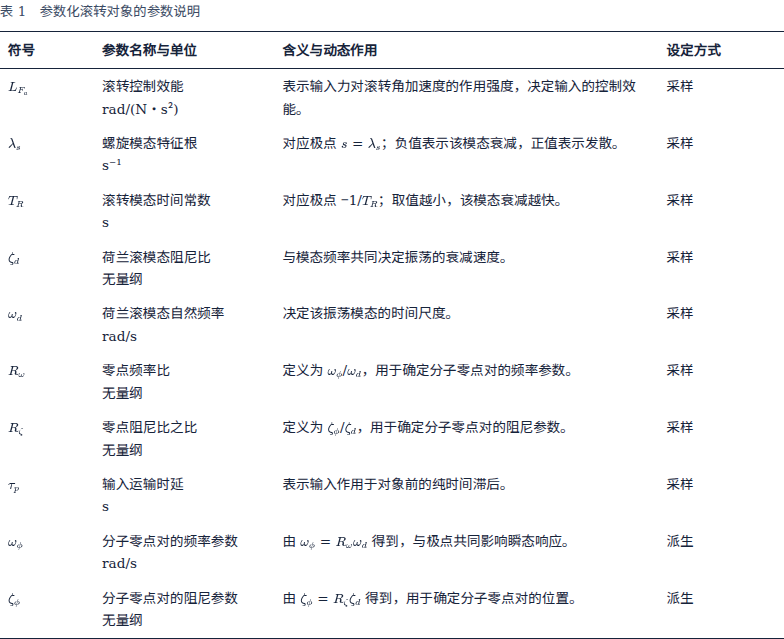 表 1 参数化滚转对象的参数说明
符号 参数名称与单位 含义与动态作用 设定方式
L_{F_a} 滚转控制效能 表示输入力对滚转角加速度的作用强度，决定输入的控制效 采样
rad/(N·s²) 能。
λ_s 螺旋模态特征根 对应极点 s = λ_s；负值表示该模态衰减，正值表示发散。 采样
s⁻¹
T_R 滚转模态时间常数 对应极点 −1/T_R；取值越小，该模态衰减越快。 采样
s
ζ_d 荷兰滚模态阻尼比 与模态频率共同决定振荡的衰减速度。 采样
无量纲
ω_d 荷兰滚模态自然频率 决定该振荡模态的时间尺度。 采样
rad/s
R_ω 零点频率比 定义为 ω_ϕ/ω_d，用于确定分子零点对的频率参数。 采样
无量纲
R_ζ 零点阻尼比之比 定义为 ζ_ϕ/ζ_d，用于确定分子零点对的阻尼参数。 采样
无量纲
τ_p 输入运输时延 表示输入作用于对象前的纯时间滞后。 采样
s
ω_ϕ 分子零点对的频率参数 由 ω_ϕ = R_ωω_d 得到，与极点共同影响瞬态响应。 派生
rad/s
ζ_ϕ 分子零点对的阻尼参数 由 ζ_ϕ = R_ζζ_d 得到，用于确定分子零点对的位置。 派生
无量纲